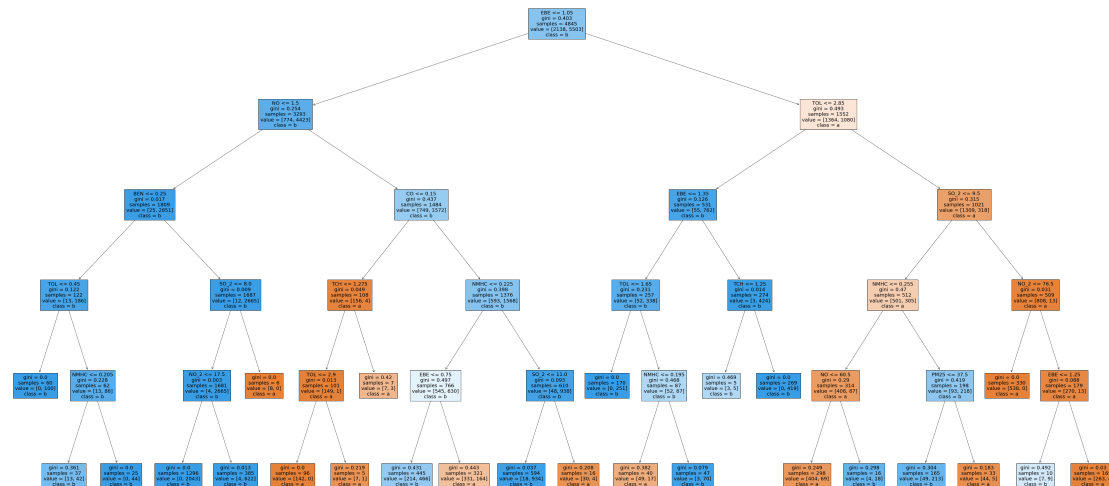 EBE <= 1.05
gini = 0.403
samples = 4845
value = [2138, 5503]
class = b
NO <= 1.5
gini = 0.254
samples = 3293
value = [774, 4423]
class = b
TOL <= 2.85
gini = 0.493
samples = 1552
value = [1364, 1080]
class = a
BEN <= 0.25
gini = 0.017
samples = 1809
value = [25, 2851]
class = b
CO <= 0.15
gini = 0.437
samples = 1484
value = [749, 1572]
class = b
EBE <= 1.35
gini = 0.126
samples = 531
value = [55, 762]
class = b
SO_2 <= 9.5
gini = 0.315
samples = 1021
value = [1309, 318]
class = a
TOL <= 0.45
gini = 0.122
samples = 122
value = [13, 186]
class = b
SO_2 <= 8.5
gini = 0.009
samples = 1687
value = [12, 2665]
class = b
TCH <= 1.275
gini = 0.049
samples = 108
value = [156, 4]
class = a
NMHC <= 0.225
gini = 0.398
samples = 1376
value = [593, 1568]
class = b
TOL <= 1.65
gini = 0.231
samples = 257
value = [52, 338]
class = b
TCH <= 1.25
gini = 0.014
samples = 274
value = [3, 424]
class = b
NMHC <= 0.255
gini = 0.47
samples = 512
value = [501, 305]
class = a
NO_2 <= 76.5
gini = 0.031
samples = 509
value = [808, 13]
class = a
gini = 0.0
samples = 60
value = [0, 100]
class = b
NMHC <= 0.205
gini = 0.228
samples = 62
value = [13, 86]
class = b
NO_2 <= 17.5
gini = 0.003
samples = 1681
value = [4, 2665]
class = b
gini = 0.0
samples = 6
value = [8, 0]
class = a
TOL <= 2.9
gini = 0.013
samples = 101
value = [149, 1]
class = a
gini = 0.42
samples = 7
value = [7, 3]
class = a
EBE <= 0.75
gini = 0.497
samples = 766
value = [545, 630]
class = b
SO_2 <= 11.0
gini = 0.093
samples = 610
value = [48, 938]
class = b
gini = 0.0
samples = 170
value = [0, 251]
class = b
NMHC <= 0.195
gini = 0.468
samples = 87
value = [52, 87]
class = b
gini = 0.469
samples = 5
value = [3, 5]
class = b
gini = 0.0
samples = 269
value = [0, 419]
class = b
NO <= 60.5
gini = 0.29
samples = 314
value = [408, 87]
class = a
PM25 <= 37.5
gini = 0.419
samples = 198
value = [93, 218]
class = b
gini = 0.0
samples = 330
value = [538, 0]
class = a
EBE <= 1.25
gini = 0.088
samples = 179
value = [270, 13]
class = a
gini = 0.361
samples = 37
value = [13, 42]
class = b
gini = 0.0
samples = 25
value = [0, 44]
class = b
gini = 0.0
samples = 1296
value = [0, 2043]
class = b
gini = 0.013
samples = 385
value = [4, 622]
class = b
gini = 0.0
samples = 96
value = [142, 0]
class = a
gini = 0.219
samples = 5
value = [7, 1]
class = a
gini = 0.431
samples = 445
value = [214, 466]
class = b
gini = 0.443
samples = 321
value = [331, 164]
class = a
gini = 0.037
samples = 594
value = [18, 934]
class = b
gini = 0.208
samples = 16
value = [30, 4]
class = a
gini = 0.382
samples = 40
value = [49, 17]
class = a
gini = 0.079
samples = 47
value = [3, 70]
class = b
gini = 0.249
samples = 298
value = [404, 69]
class = a
gini = 0.298
samples = 16
value = [4, 18]
class = b
gini = 0.304
samples = 165
value = [49, 213]
class = b
gini = 0.183
samples = 33
value = [44, 5]
class = a
gini = 0.492
samples = 10
value = [7, 9]
class = b
gini = 0.03
samples = 16
value = [263,
class = a